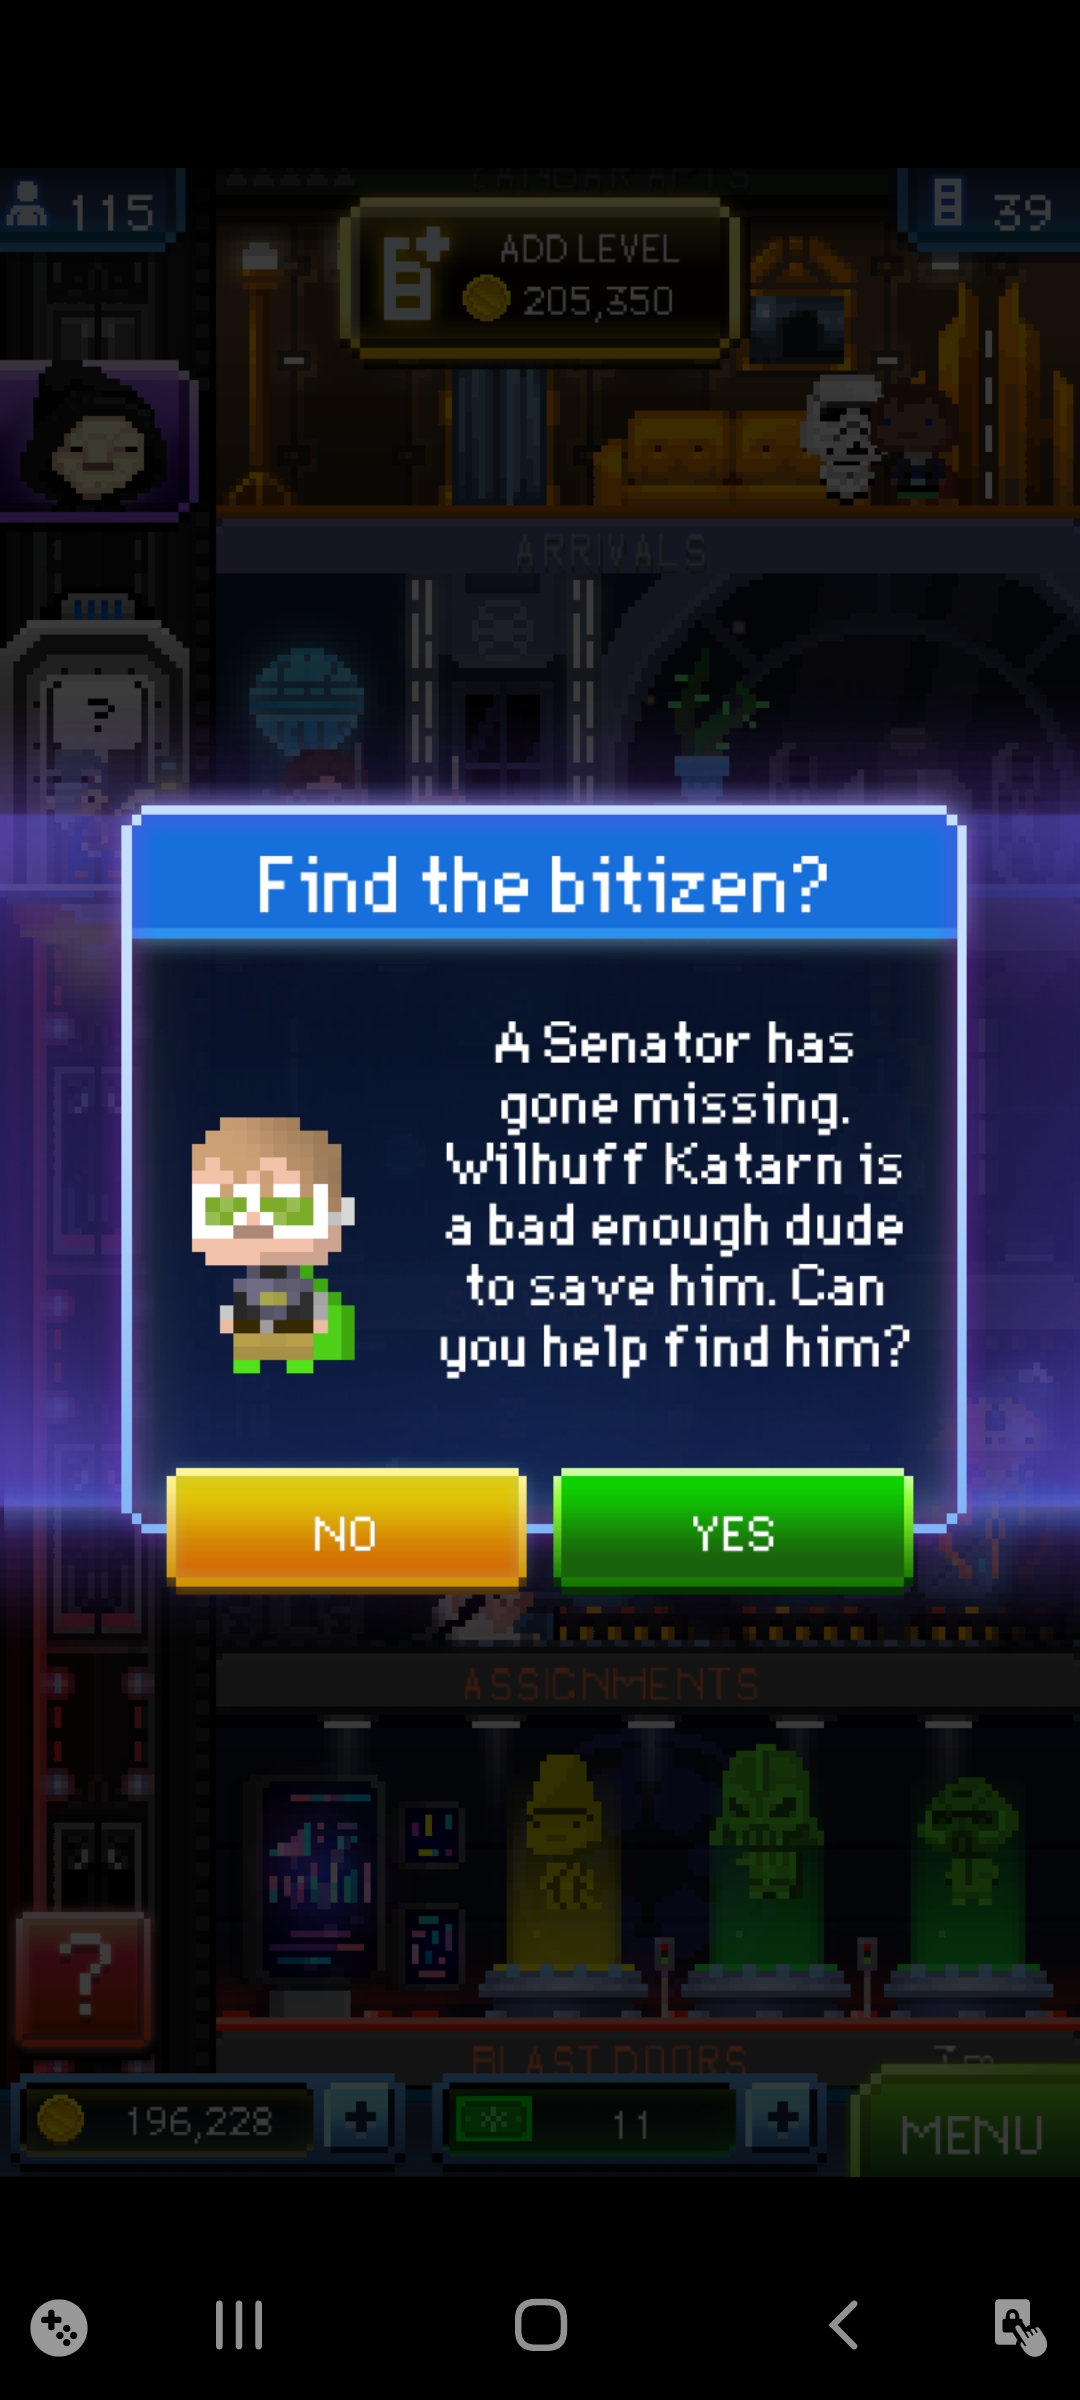 115
39
ADD LEVEL
205,350
ARRIVALS
?
Find the bitizen?
A Senator has
gone missing.
Wilhuff Katarn is
a bad enough dude
to save him. Can
you help find him?
NO
YES
ASSIGNMENTS
?
BLAST DOORS
196,228
11
MENU